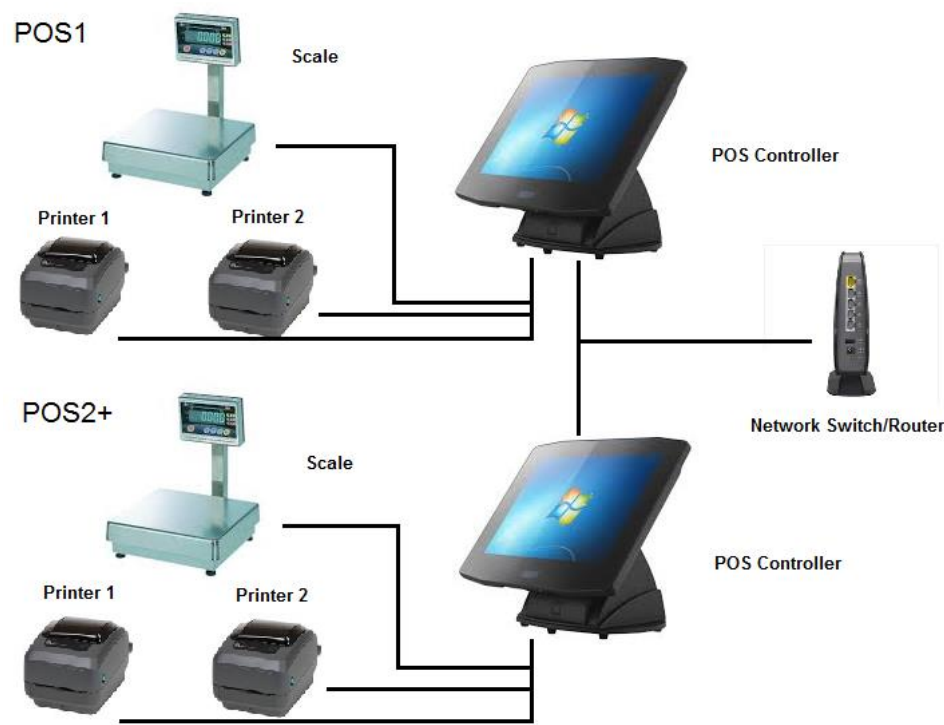 POS1
Scale
POS Controller
Printer 1
Printer 2
Network Switch/Router
POS2+
Scale
POS Controller
Printer 1
Printer 2